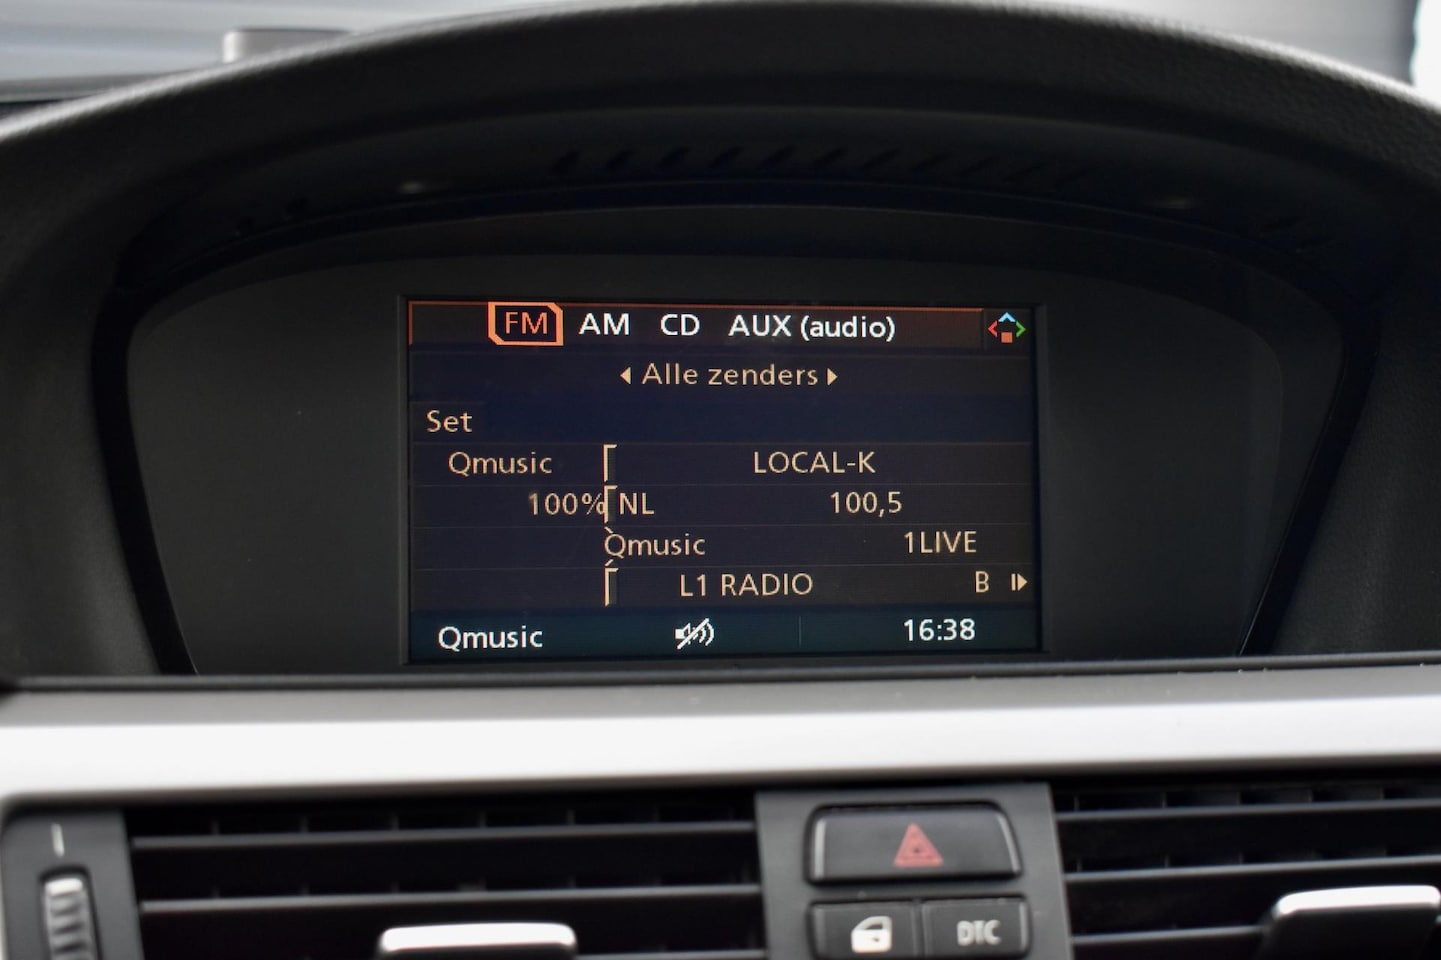 FM AM CD AUX (audio)
Alle zenders
Set
Qmusic LOCAL-K
100% NL 100,5
Qmusic 1LIVE
L1 RADIO B
Qmusic 16:38
DTC